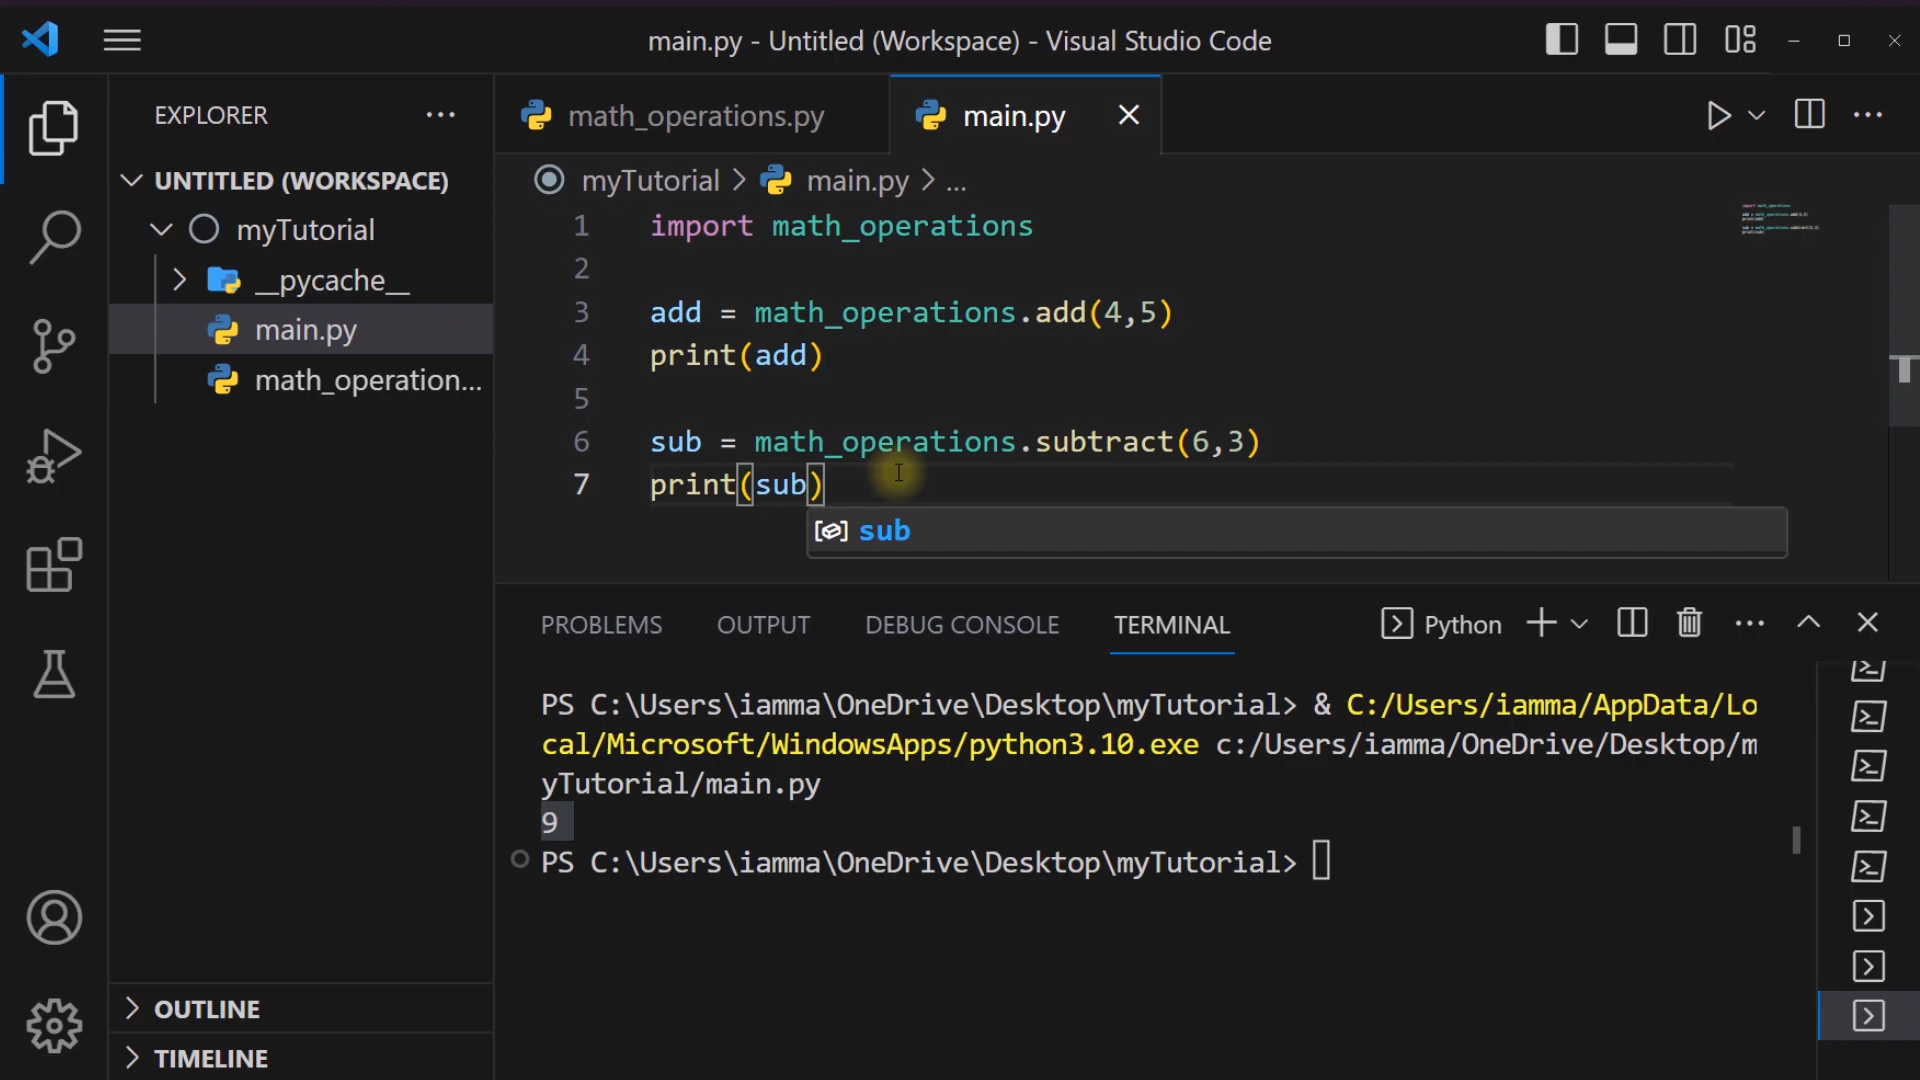 main.py - Untitled (Workspace) - Visual Studio Code
EXPLORER
UNTITLED (WORKSPACE)
myTutorial
__pycache__
main.py
math_operation...
OUTLINE
TIMELINE
math_operations.py
main.py
myTutorial > main.py > ...
1 import math_operations
2
3 add = math_operations.add(4,5)
4 print(add)
5
6 sub = math_operations.subtract(6,3)
7 print(sub)
sub
PROBLEMS OUTPUT DEBUG CONSOLE TERMINAL Python
PS C:\Users\iamma\OneDrive\Desktop\myTutorial> & C:/Users/iamma/AppData/Lo
cal/Microsoft/WindowsApps/python3.10.exe c:/Users/iamma/OneDrive/Desktop/m
yTutorial/main.py
9
PS C:\Users\iamma\OneDrive\Desktop\myTutorial>